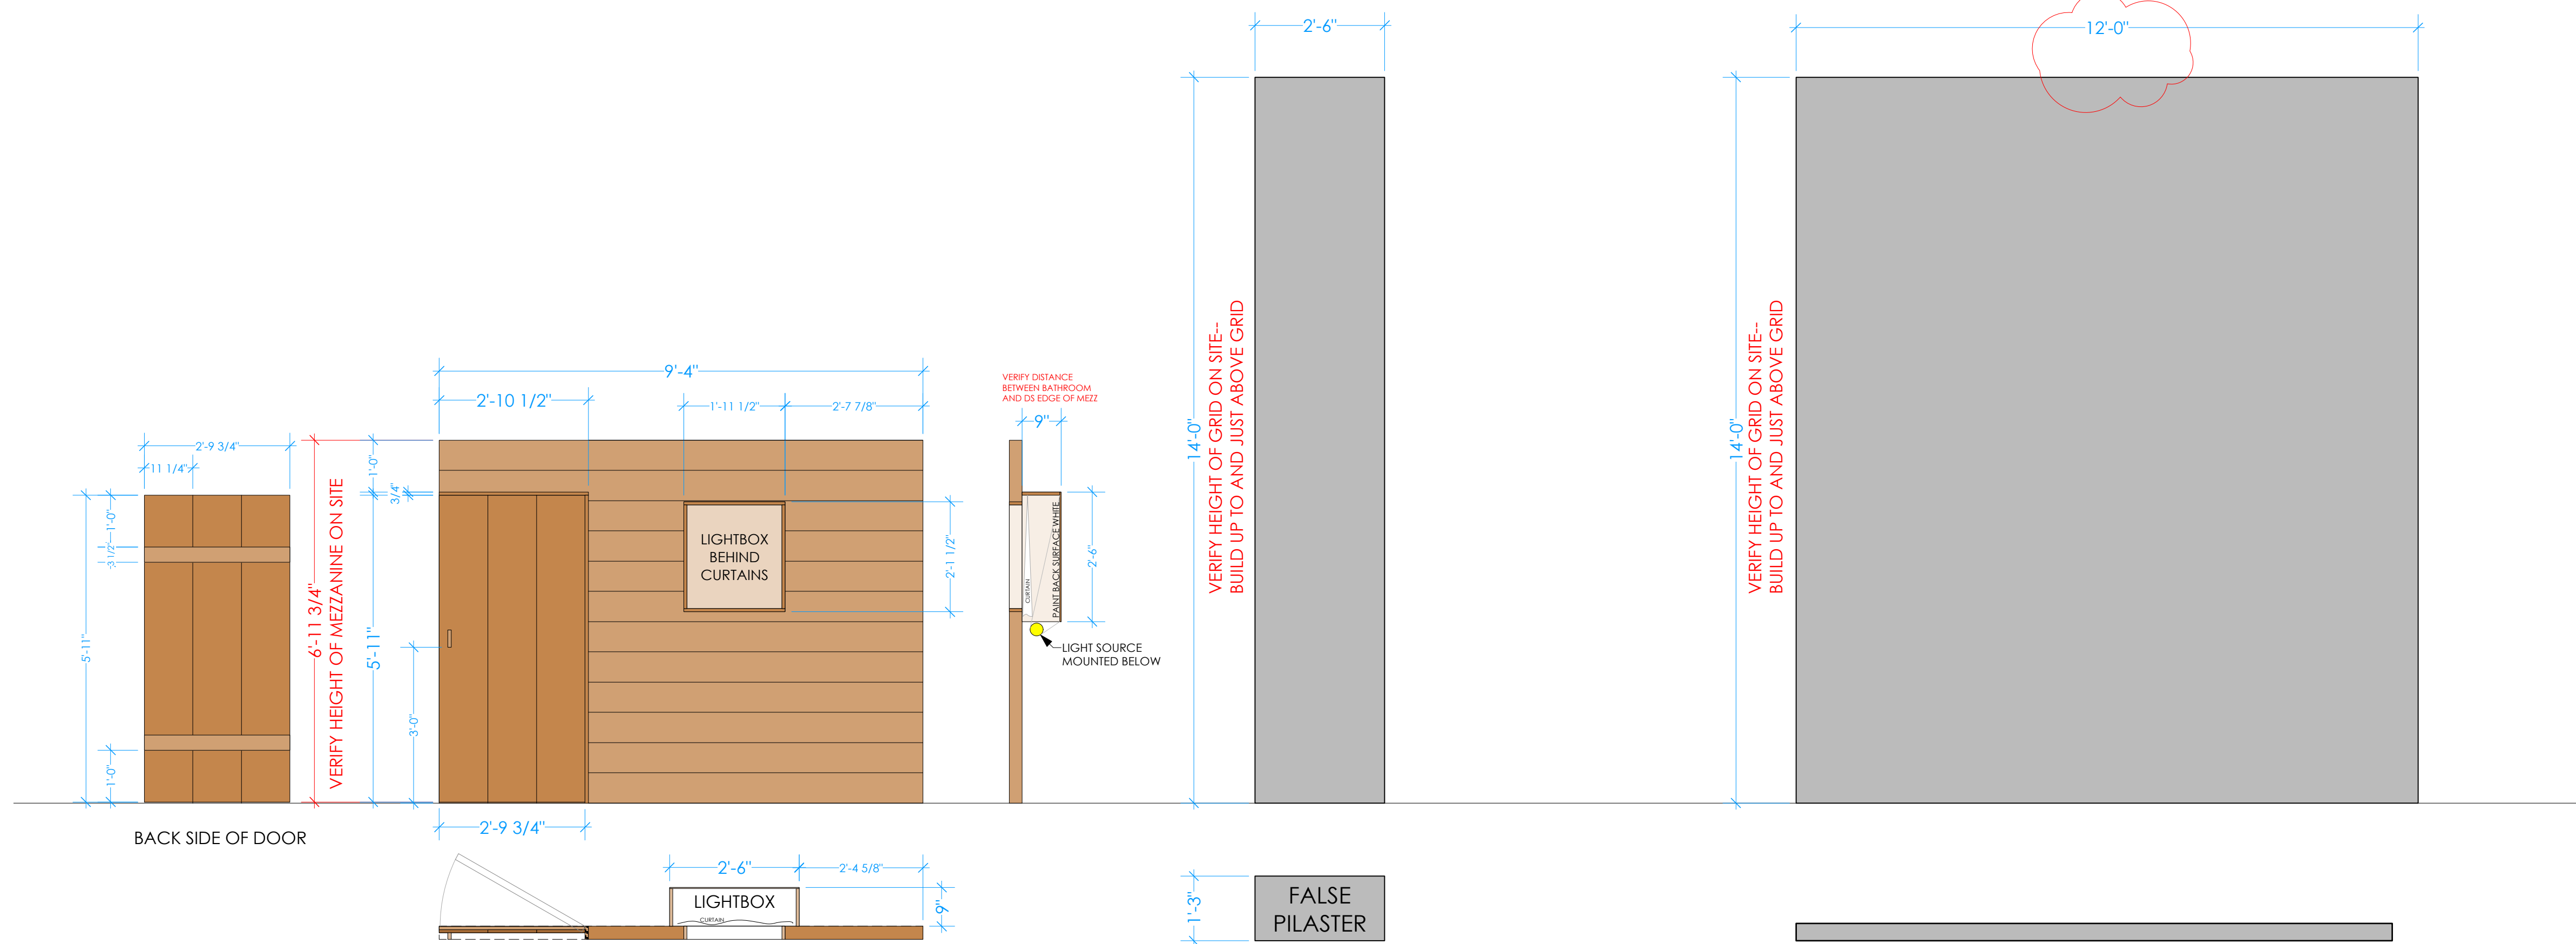 2'-6"
12'-0"
9'-4"
2'-10 1/2"
1'-11 1/2"
2'-7 7/8"
VERIFY DISTANCE
BETWEEN BATHROOM
AND DS EDGE OF MEZZ
9"
2'-9 3/4"
11 1/4"
1'-0"
3 1/2"
5'-11"
1'-0"
6'-11 3/4"
VERIFY HEIGHT OF MEZZANINE ON SITE
1'-0"
3/4"
5'-11"
3'-0"
LIGHTBOX
BEHIND
CURTAINS
2'-1 1/2"
CURTAIN
PAINT BACK SURFACE WHITE
2'-6"
LIGHT SOURCE
MOUNTED BELOW
14'-0"
VERIFY HEIGHT OF GRID ON SITE--
BUILD UP TO AND JUST ABOVE GRID
14'-0"
VERIFY HEIGHT OF GRID ON SITE--
BUILD UP TO AND JUST ABOVE GRID
BACK SIDE OF DOOR
2'-9 3/4"
2'-6"
2'-4 5/8"
LIGHTBOX
CURTAIN
9"
1'-3"
FALSE
PILASTER